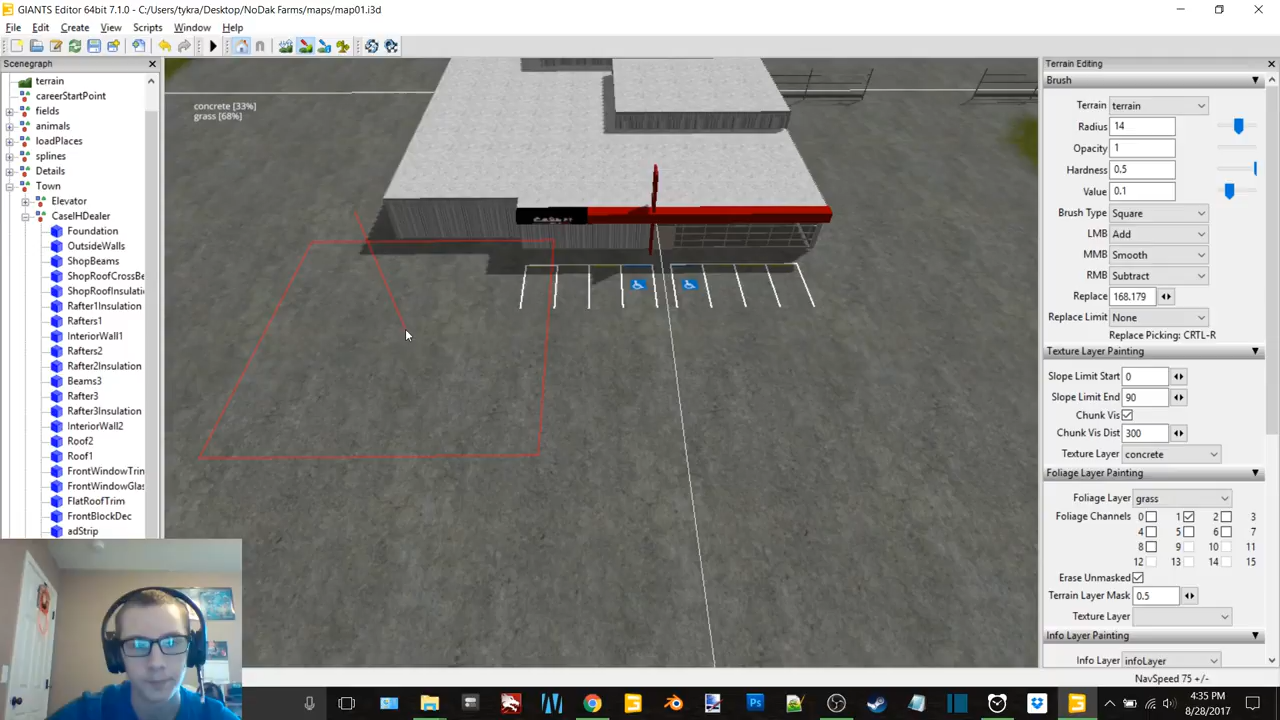 GIANTS Editor 64bit 7.1.0 - C:/Users/tykra/Desktop/NoDak Farms/maps/map01.i3d
File Edit Create View Scripts Window Help
Scenegraph
terrain
careerStartPoint
fields
animals
loadPlaces
splines
Details
Town
Elevator
CaseIHDealer
Foundation
OutsideWalls
ShopBeams
ShopRoofCrossBe
ShopRoofInsulati
Rafter1Insulation
Rafters1
InteriorWall1
Rafters2
Rafter2Insulation
Beams3
Rafter3
Rafter3Insulation
InteriorWall2
Roof2
Roof1
FrontWindowTrin
FrontWindowGlas
FlatRoofTrim
FrontBlockDec
adStrip
concrete [33%]
grass [68%]
Terrain Editing
Brush
Terrain terrain
Radius 14
Opacity 1
Hardness 0.5
Value 0.1
Brush Type Square
LMB Add
MMB Smooth
RMB Subtract
Replace 168.179
Replace Limit None
Replace Picking: CRTL-R
Texture Layer Painting
Slope Limit Start 0
Slope Limit End 90
Chunk Vis
Chunk Vis Dist 300
Texture Layer concrete
Foliage Layer Painting
Foliage Layer grass
Foliage Channels 0 1 2 3
4 5 6 7
8 9 10 11
12 13 14 15
Erase Unmasked
Terrain Layer Mask 0.5
Texture Layer
Info Layer Painting
Info Layer infoLayer
NavSpeed 75 +/-
4:35 PM
8/28/2017